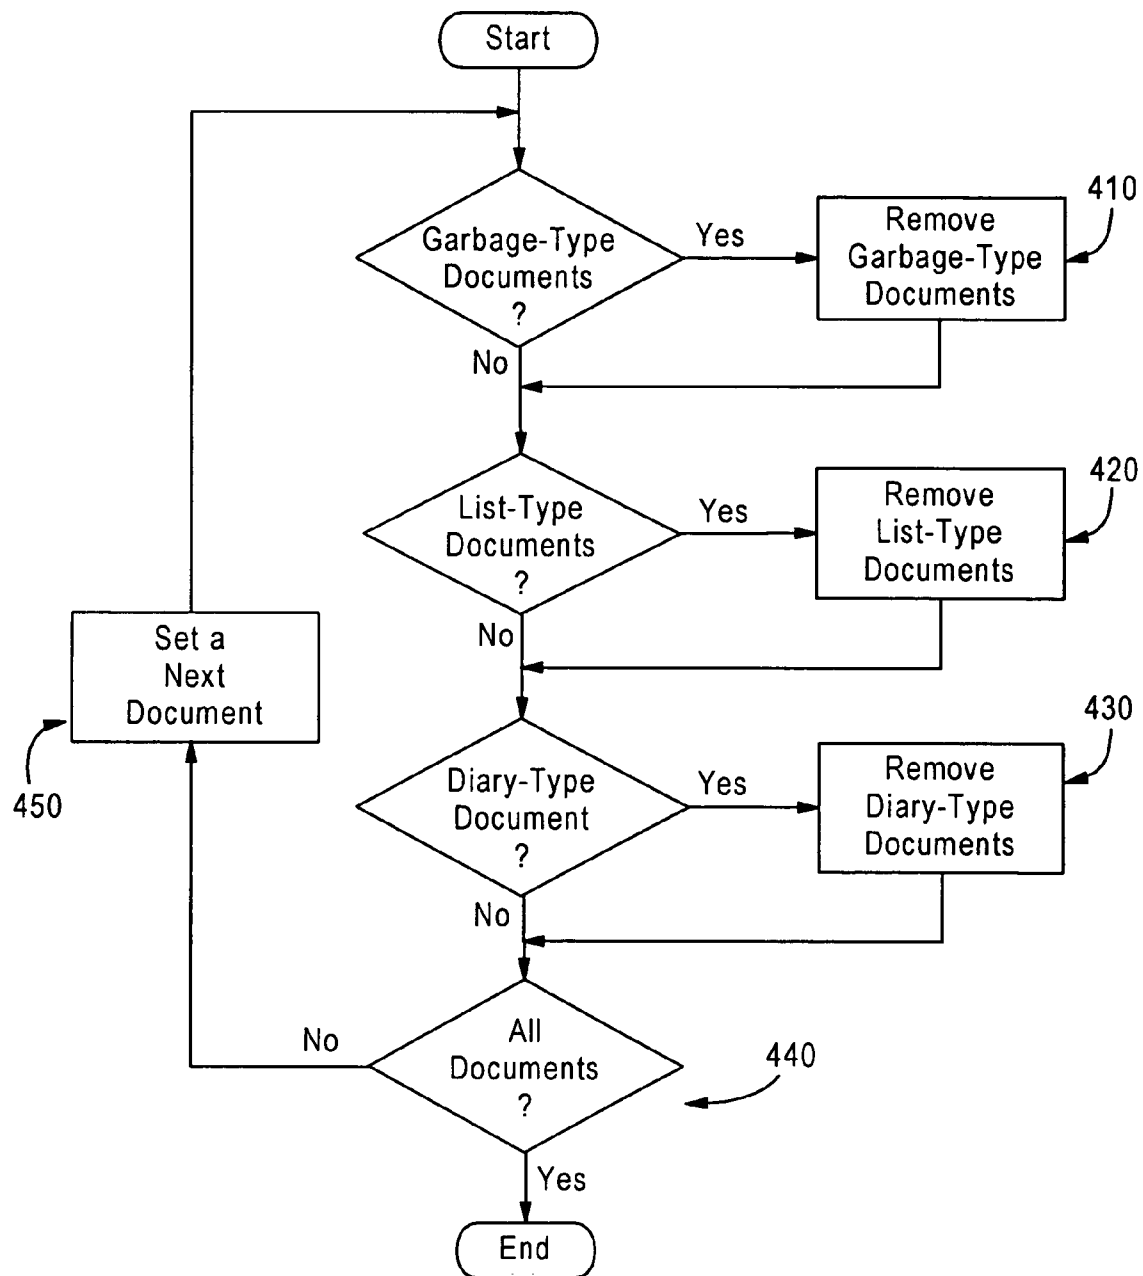 Start
Garbage-Type
Documents
?
Yes
Remove
Garbage-Type
Documents
410
No
List-Type
Documents
?
Yes
Remove
List-Type
Documents
420
No
Set a
Next
Document
450
Diary-Type
Document
?
Yes
Remove
Diary-Type
Documents
430
No
All
Documents
?
No
440
Yes
End